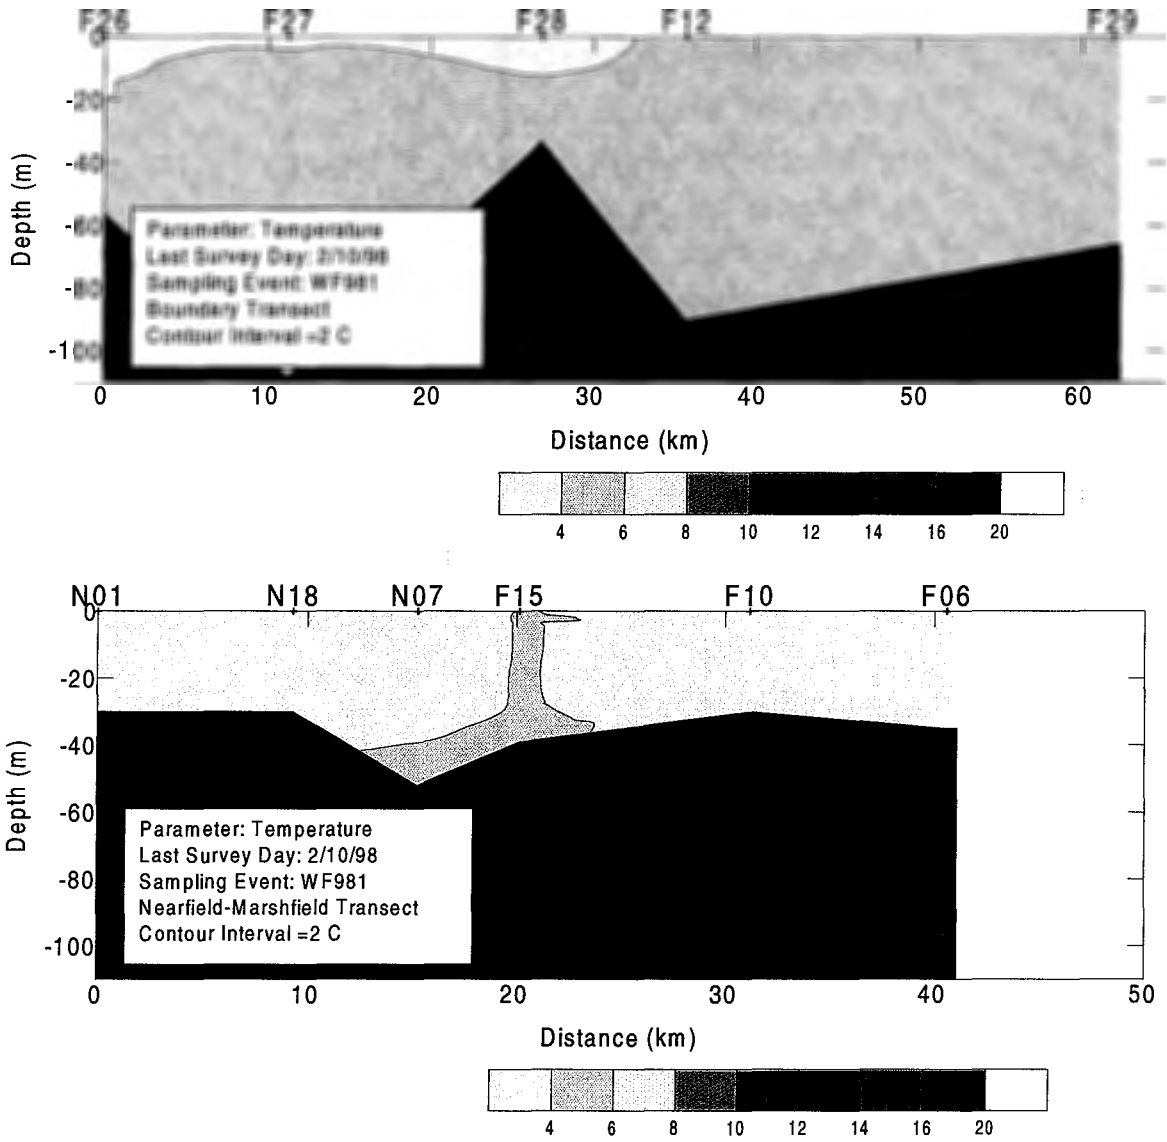 F26 F27 F28 F12 F29
0
-20
-40
-60
-80
-100
Depth (m)
Parameter: Temperature
Last Survey Day: 2/10/98
Sampling Event: WF981
Boundary Transect
Contour Interval =2 C
0 10 20 30 40 50 60
Distance (km)
4 6 8 10 12 14 16 20
N01 N18 N07 F15 F10 F06
0
-20
-40
-60
-80
-100
Depth (m)
Parameter: Temperature
Last Survey Day: 2/10/98
Sampling Event: WF981
Nearfield-Marshfield Transect
Contour Interval =2 C
0 10 20 30 40 50
Distance (km)
4 6 8 10 12 14 16 20